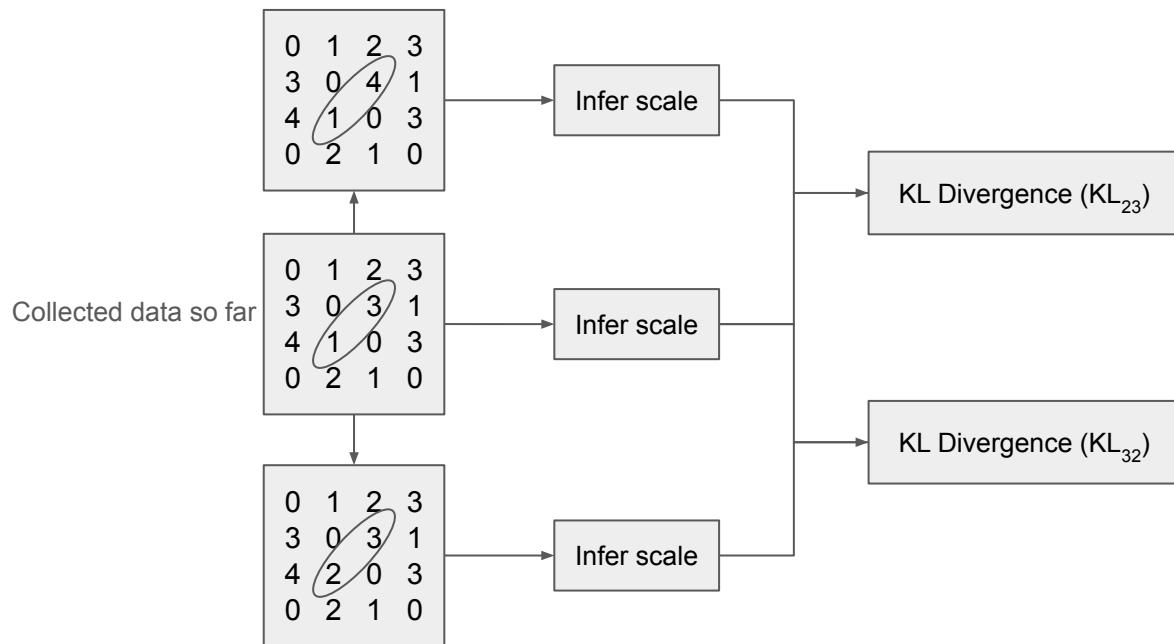 0 1 2 3
3 0 4 1
4 1 0 3
0 2 1 0
Infer scale
KL Divergence (KL₂₃)
Collected data so far
0 1 2 3
3 0 3 1
4 1 0 3
0 2 1 0
Infer scale
KL Divergence (KL₃₂)
0 1 2 3
3 0 3 1
4 2 0 3
0 2 1 0
Infer scale